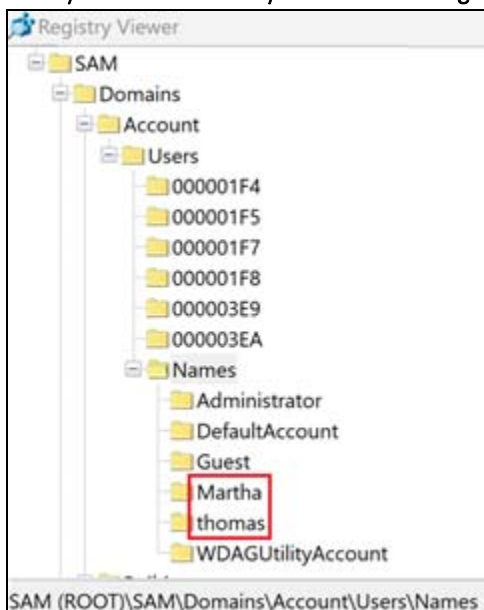 Registry Viewer
SAM
Domains
Account
Users
000001F4
000001F5
000001F7
000001F8
000003E9
000003EA
Names
Administrator
DefaultAccount
Guest
Martha
thomas
WDAGUtilityAccount
SAM (ROOT)\SAM\Domains\Account\Users\Names